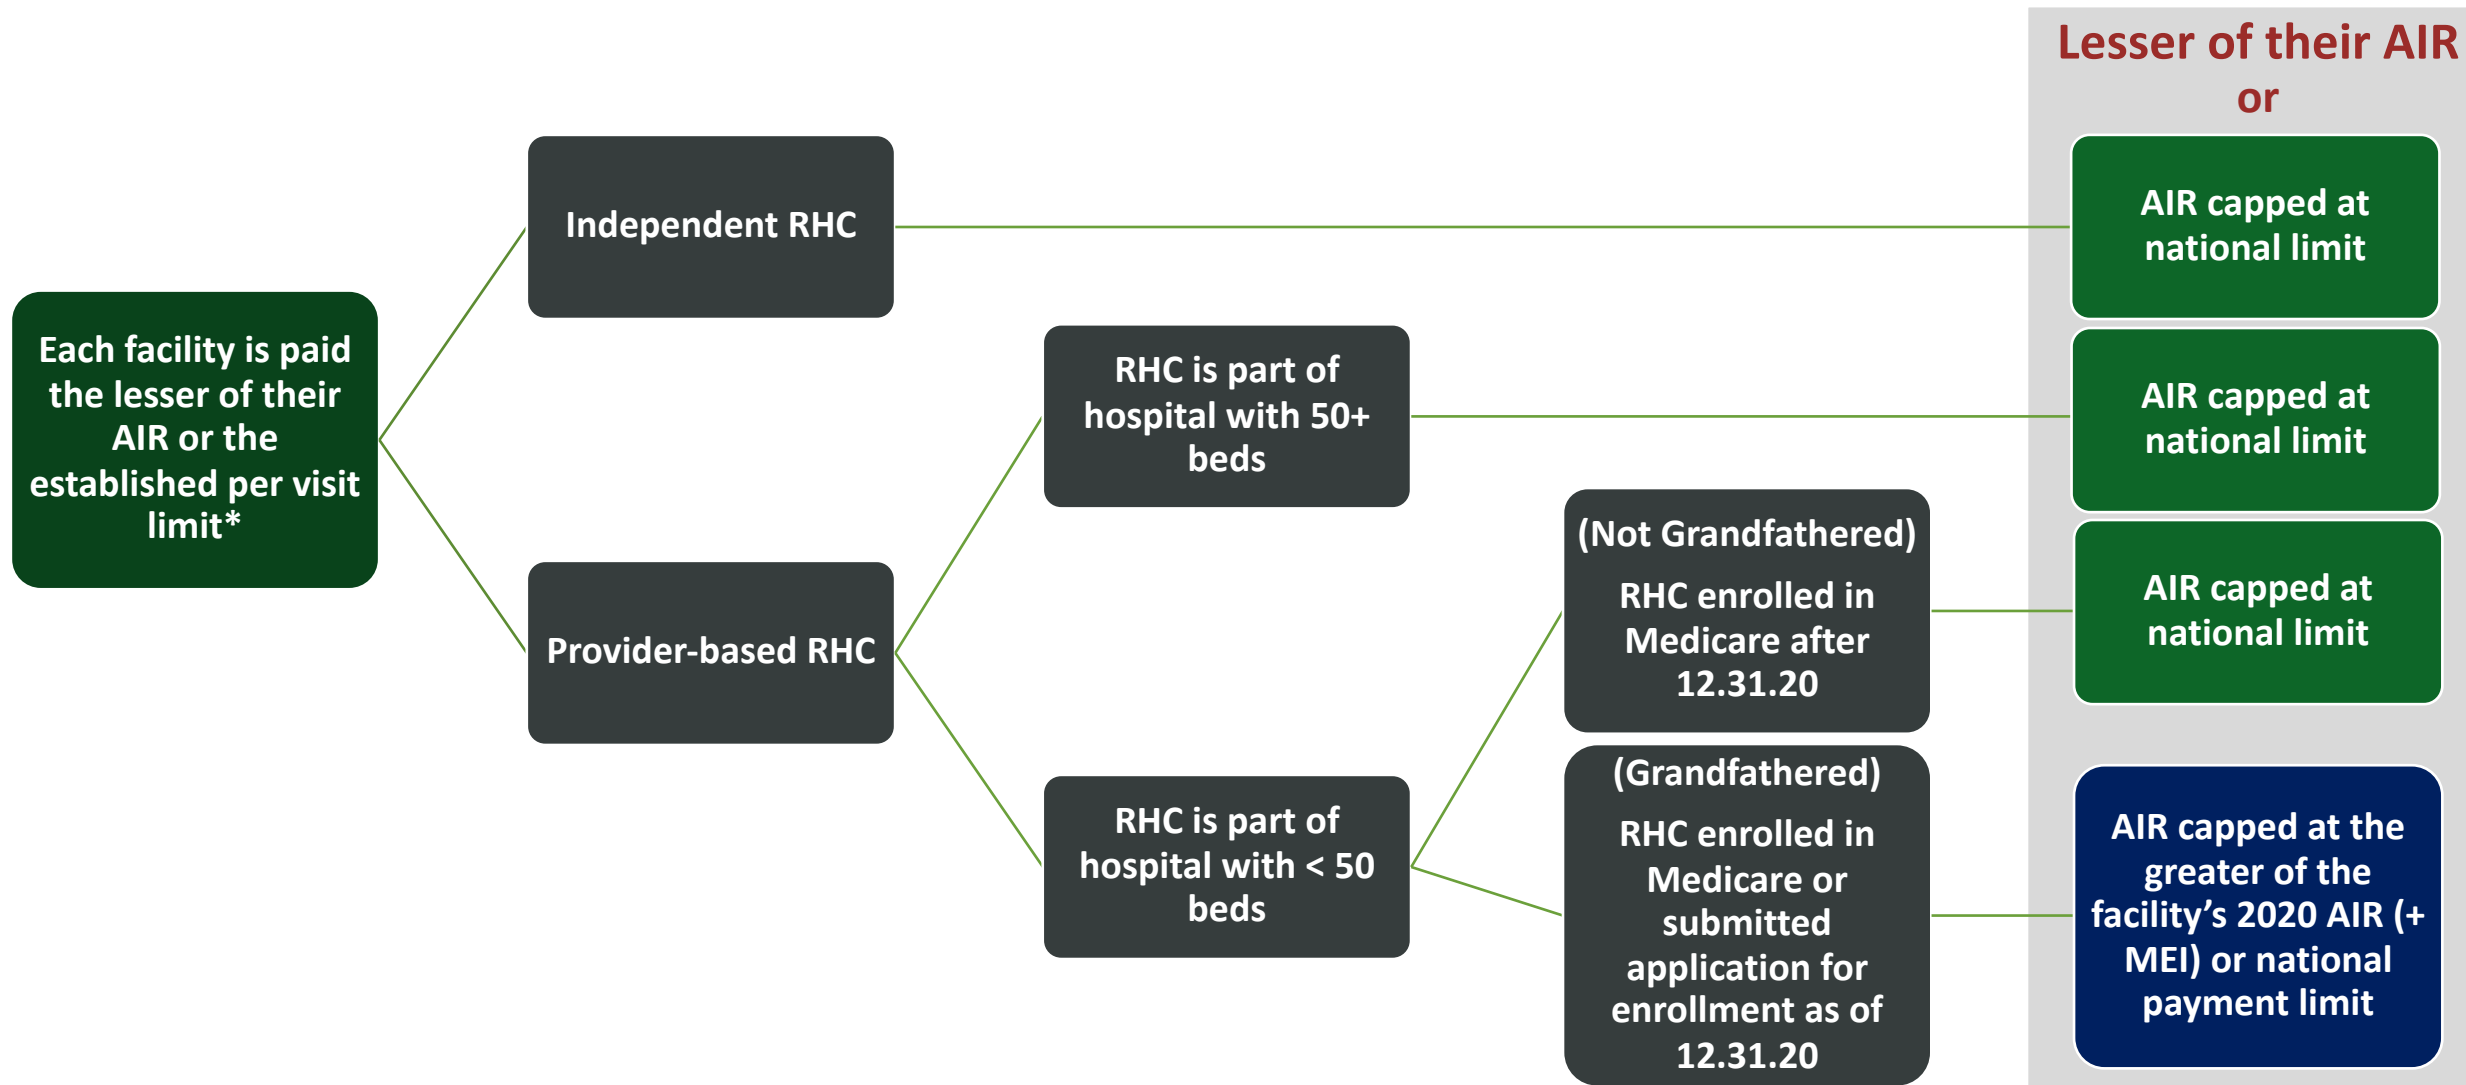 Lesser of their AIR
or
Each facility is paid
the lesser of their
AIR or the
established per visit
limit*
Independent RHC
AIR capped at
national limit
Provider-based RHC
RHC is part of
hospital with 50+
beds
AIR capped at
national limit
RHC is part of
hospital with < 50
beds
(Not Grandfathered)
RHC enrolled in
Medicare after
12.31.20
AIR capped at
national limit
(Grandfathered)
RHC enrolled in
Medicare or
submitted
application for
enrollment as of
12.31.20
AIR capped at the
greater of the
facility’s 2020 AIR (+
MEI) or national
payment limit